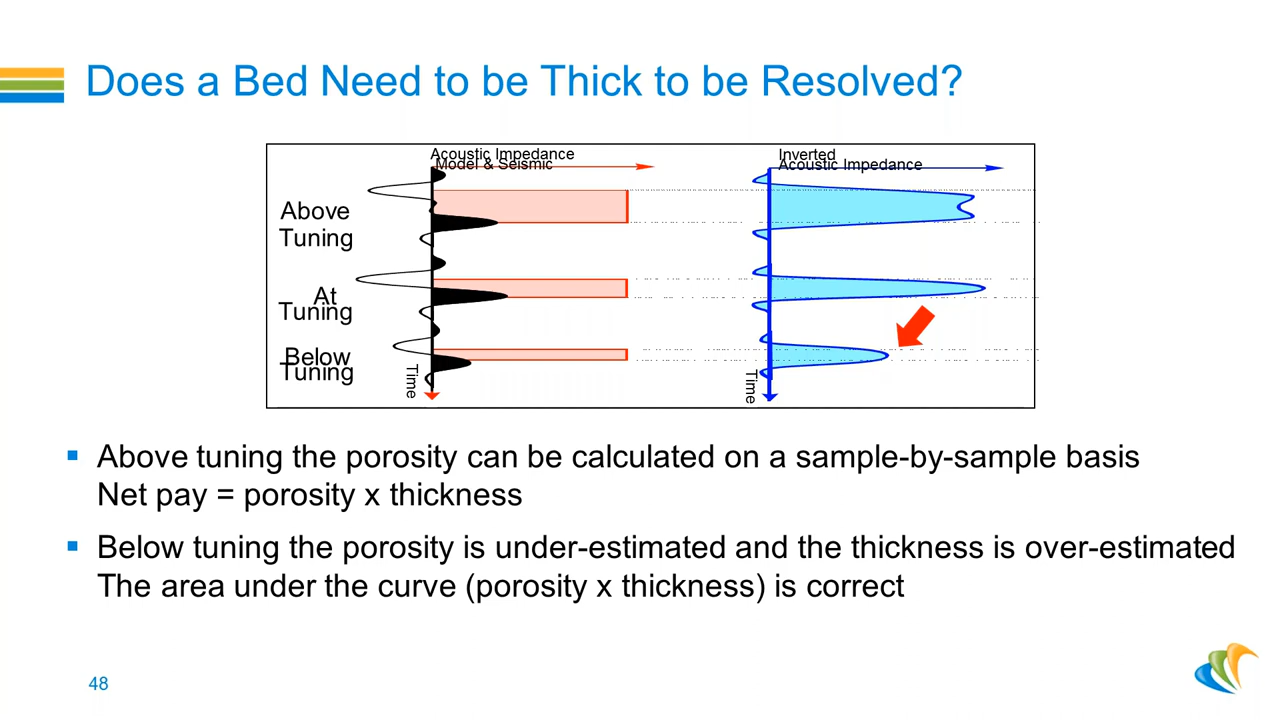 Does a Bed Need to be Thick to be Resolved?
Acoustic Impedance
Model & Seismic
Inverted
Acoustic Impedance
Above
Tuning
At
Tuning
Below
Tuning
Time
Time
Above tuning the porosity can be calculated on a sample-by-sample basis
Net pay = porosity x thickness
Below tuning the porosity is under-estimated and the thickness is over-estimated
The area under the curve (porosity x thickness) is correct
48